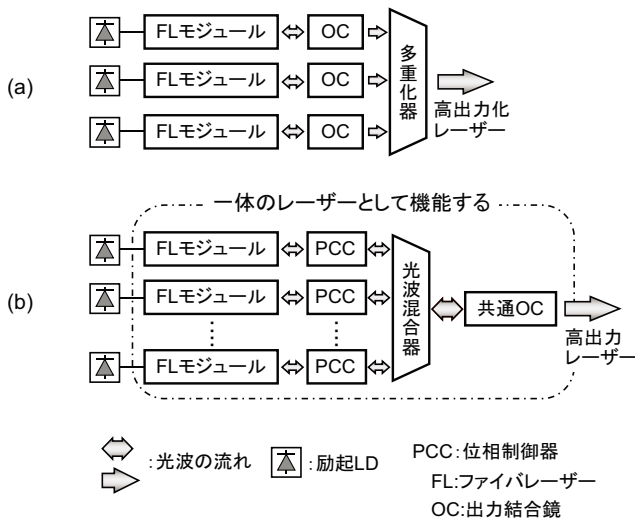 (a)
FLモジュール OC
FLモジュール OC
FLモジュール OC
多重化器
高出力化
レーザー
一体のレーザーとして機能する
(b)
FLモジュール PCC
FLモジュール PCC
FLモジュール PCC
光波混合器
共通OC
高出力
レーザー
:光波の流れ
:励起LD
PCC:位相制御器
FL:ファイバレーザー
OC:出力結合鏡